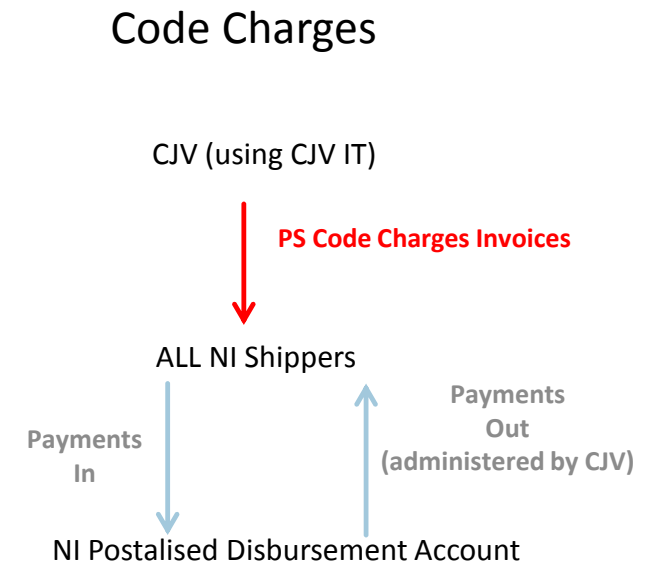 Code Charges
CJV (using CJV IT)
PS Code Charges Invoices
ALL NI Shippers
Payments
In
Payments
Out
(administered by CJV)
NI Postalised Disbursement Account